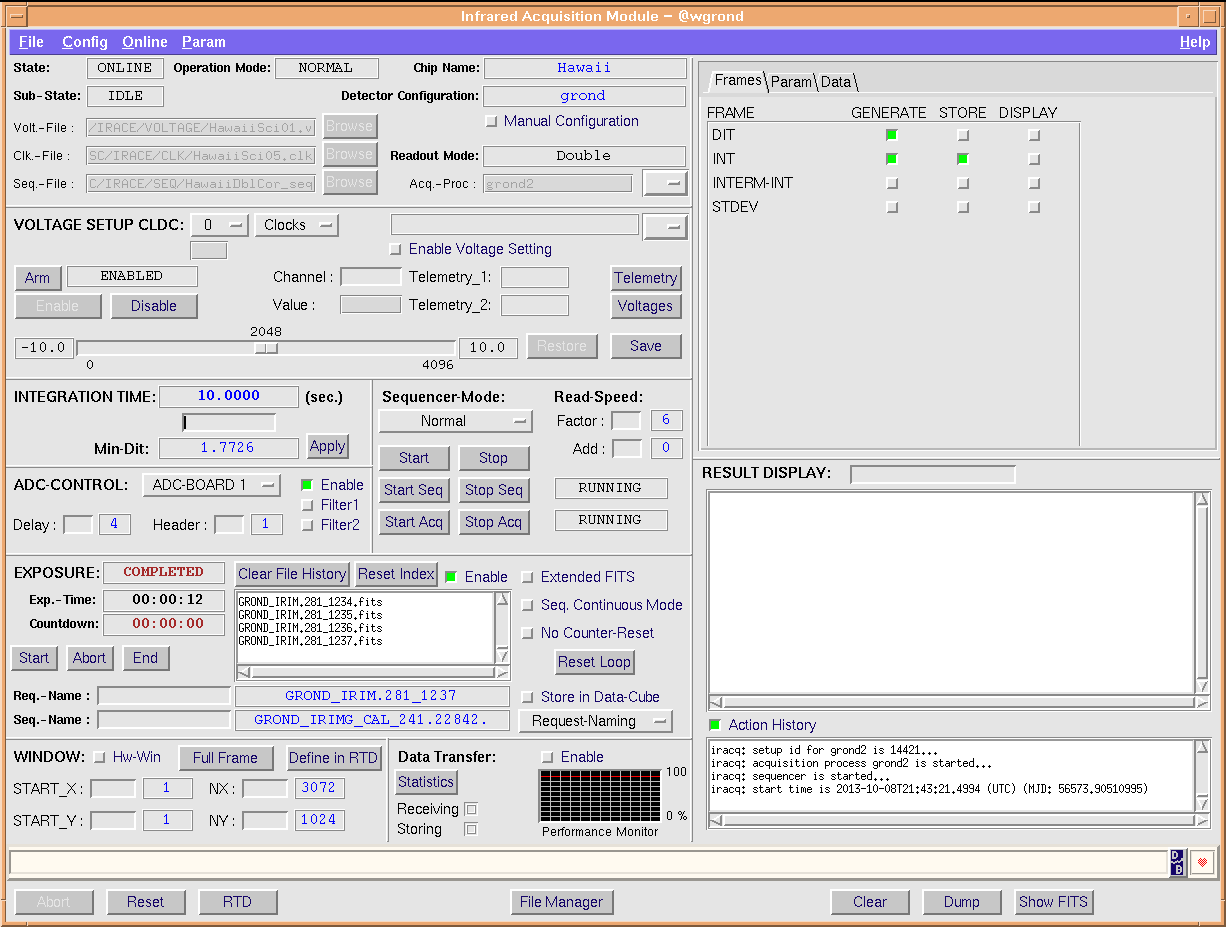 Infrared Acquisition Module - @wgrond
File Config Online Param Help
State: ONLINE Operation Mode: NORMAL Chip Name: Hawaii
Sub-State: IDLE Detector Configuration: grond
Manual Configuration
Volt.-File : /IRACE/VOLTAGE/HawaiiSci01.v Browse
Clk.-File : SC/IRACE/CLK/HawaiiSci05.clk Browse Readout Mode: Double
Seq.-File : C/IRACE/SEQ/HawaiiDblCor_seq Browse Acq.-Proc : grond2
VOLTAGE SETUP CLDC: 0 Clocks
Enable Voltage Setting
Arm ENABLED Channel : Telemetry_1: Telemetry
Enable Disable Value : Telemetry_2: Voltages
2048
-10.0 10.0 Restore Save
0 4096
INTEGRATION TIME: 10.0000 (sec.)
Min-Dit: 1.7726 Apply
Sequencer-Mode: Read-Speed:
Normal Factor : 6
Add : 0
Start Stop
Start Seq Stop Seq RUNNING
Start Acq Stop Acq RUNNING
ADC-CONTROL: ADC-BOARD 1 Enable
Filter1
Delay : 4 Header : 1 Filter2
EXPOSURE: COMPLETED Clear File History Reset Index Enable Extended FITS
Exp.-Time: 00:00:12
Countdown: 00:00:00
Start Abort End
GROND_IRIM.281_1234.fits
GROND_IRIM.281_1235.fits
GROND_IRIM.281_1236.fits
GROND_IRIM.281_1237.fits
Seq. Continuous Mode
No Counter-Reset
Reset Loop
Req.-Name : GROND_IRIM.281_1237 Store in Data-Cube
Seq.-Name : GROND_IRIMG_CAL_241.22842. Request-Naming
WINDOW: Hw-Win Full Frame Define in RTD
START_X : 1 NX : 3072
START_Y : 1 NY : 1024
Data Transfer: Enable
Statistics
Receiving
Storing
100
0 %
Performance Monitor
Frames Param Data
FRAME GENERATE STORE DISPLAY
DIT
INT
INTERM-INT
STDEV
RESULT DISPLAY:
Action History
iracq: setup id for grond2 is 14421...
iracq: acquisition process grond2 is started...
iracq: sequencer is started...
iracq: start time is 2013-10-08T21:43:21.4994 (UTC) (MJD: 56573.90510995)
D
B
Abort Reset RTD File Manager Clear Dump Show FITS